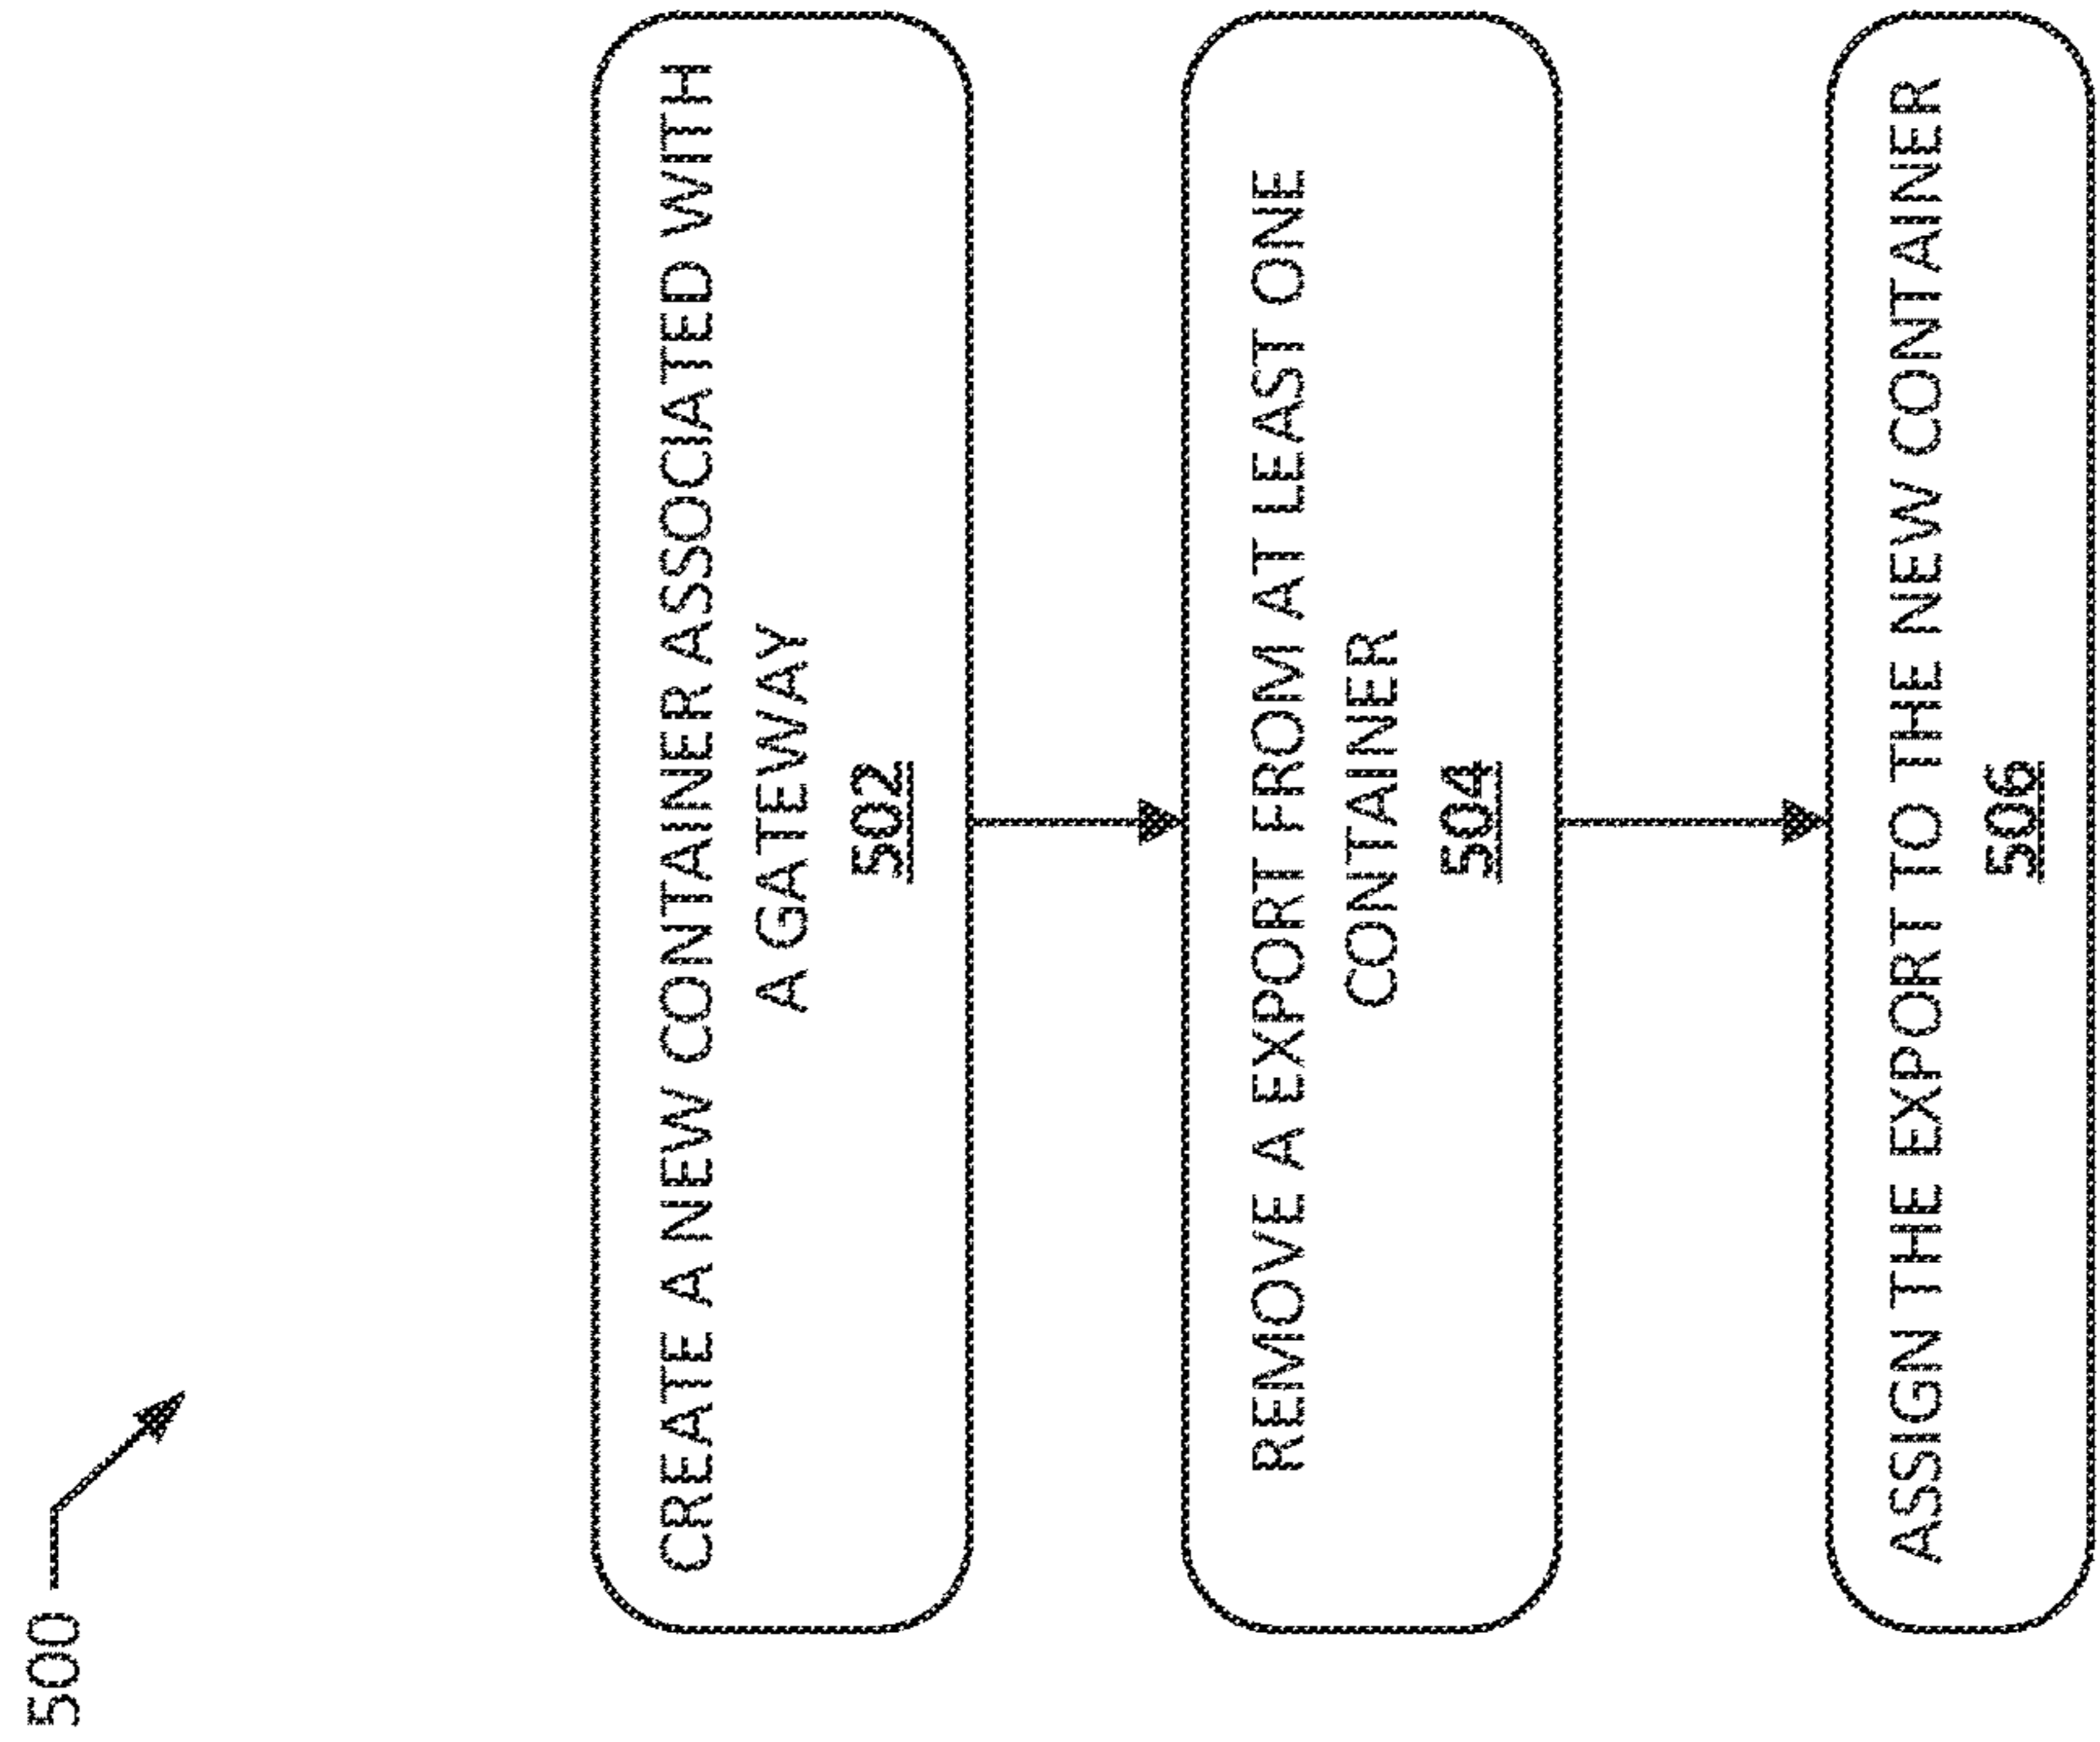 500
CREATE A NEW CONTAINER ASSOCIATED WITH
A GATEWAY
502
REMOVE A EXPORT FROM AT LEAST ONE
CONTAINER
504
ASSIGN THE EXPORT TO THE NEW CONTAINER
506